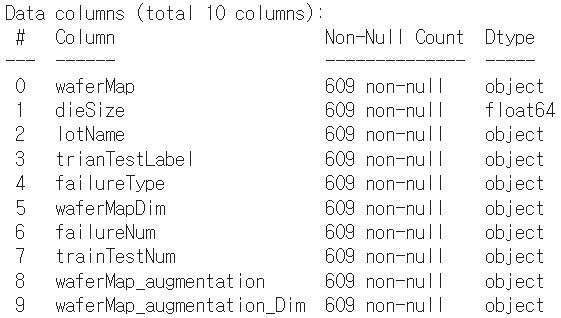 Data columns (total 10 columns):
 #   Column                    Non-Null Count  Dtype
---  ------                    --------------  -----
 0   waferMap                  609 non-null    object
 1   dieSize                   609 non-null    float64
 2   lotName                   609 non-null    object
 3   trianTestLabel            609 non-null    object
 4   failureType               609 non-null    object
 5   waferMapDim               609 non-null    object
 6   failureNum                609 non-null    object
 7   trainTestNum              609 non-null    object
 8   waferMap_augmentation     609 non-null    object
 9   waferMap_augmentation_Dim 609 non-null    object